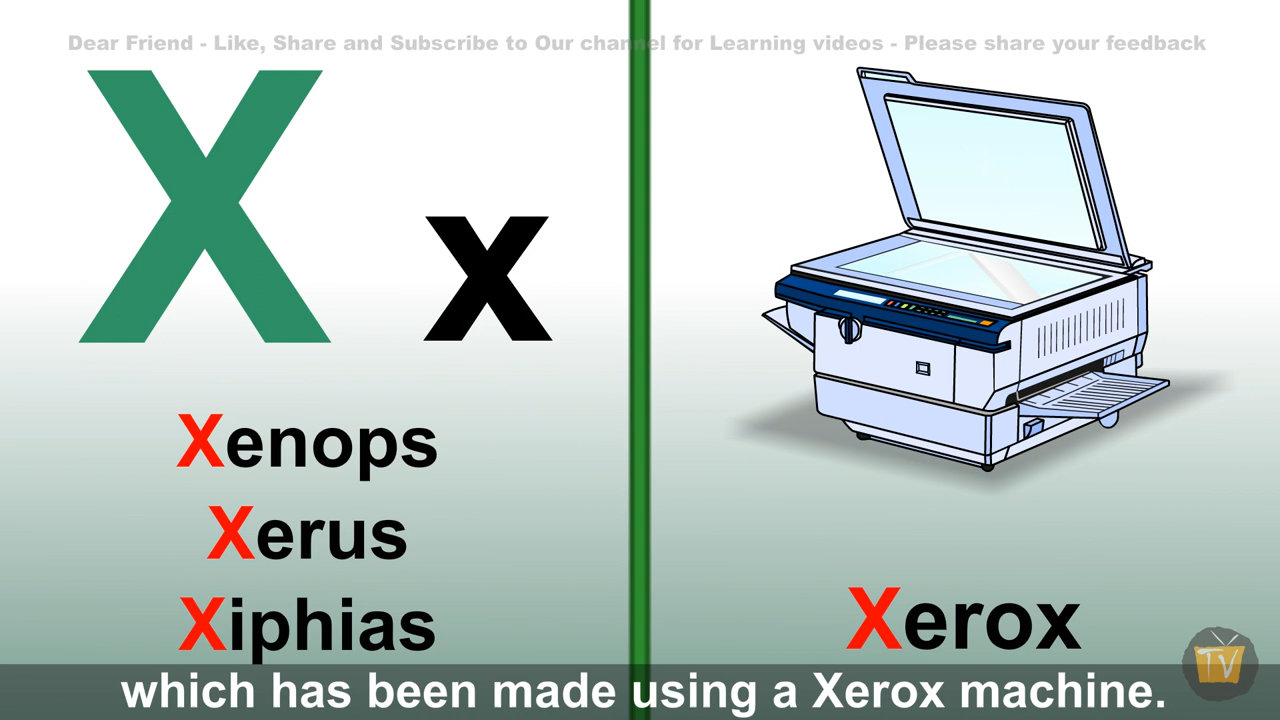 Dear Friend - Like, Share and Subscribe to Our channel for Learning videos - Please share your feedback
X x
Xenops
Xerus
Xiphias
Xerox
TV
which has been made using a Xerox machine.